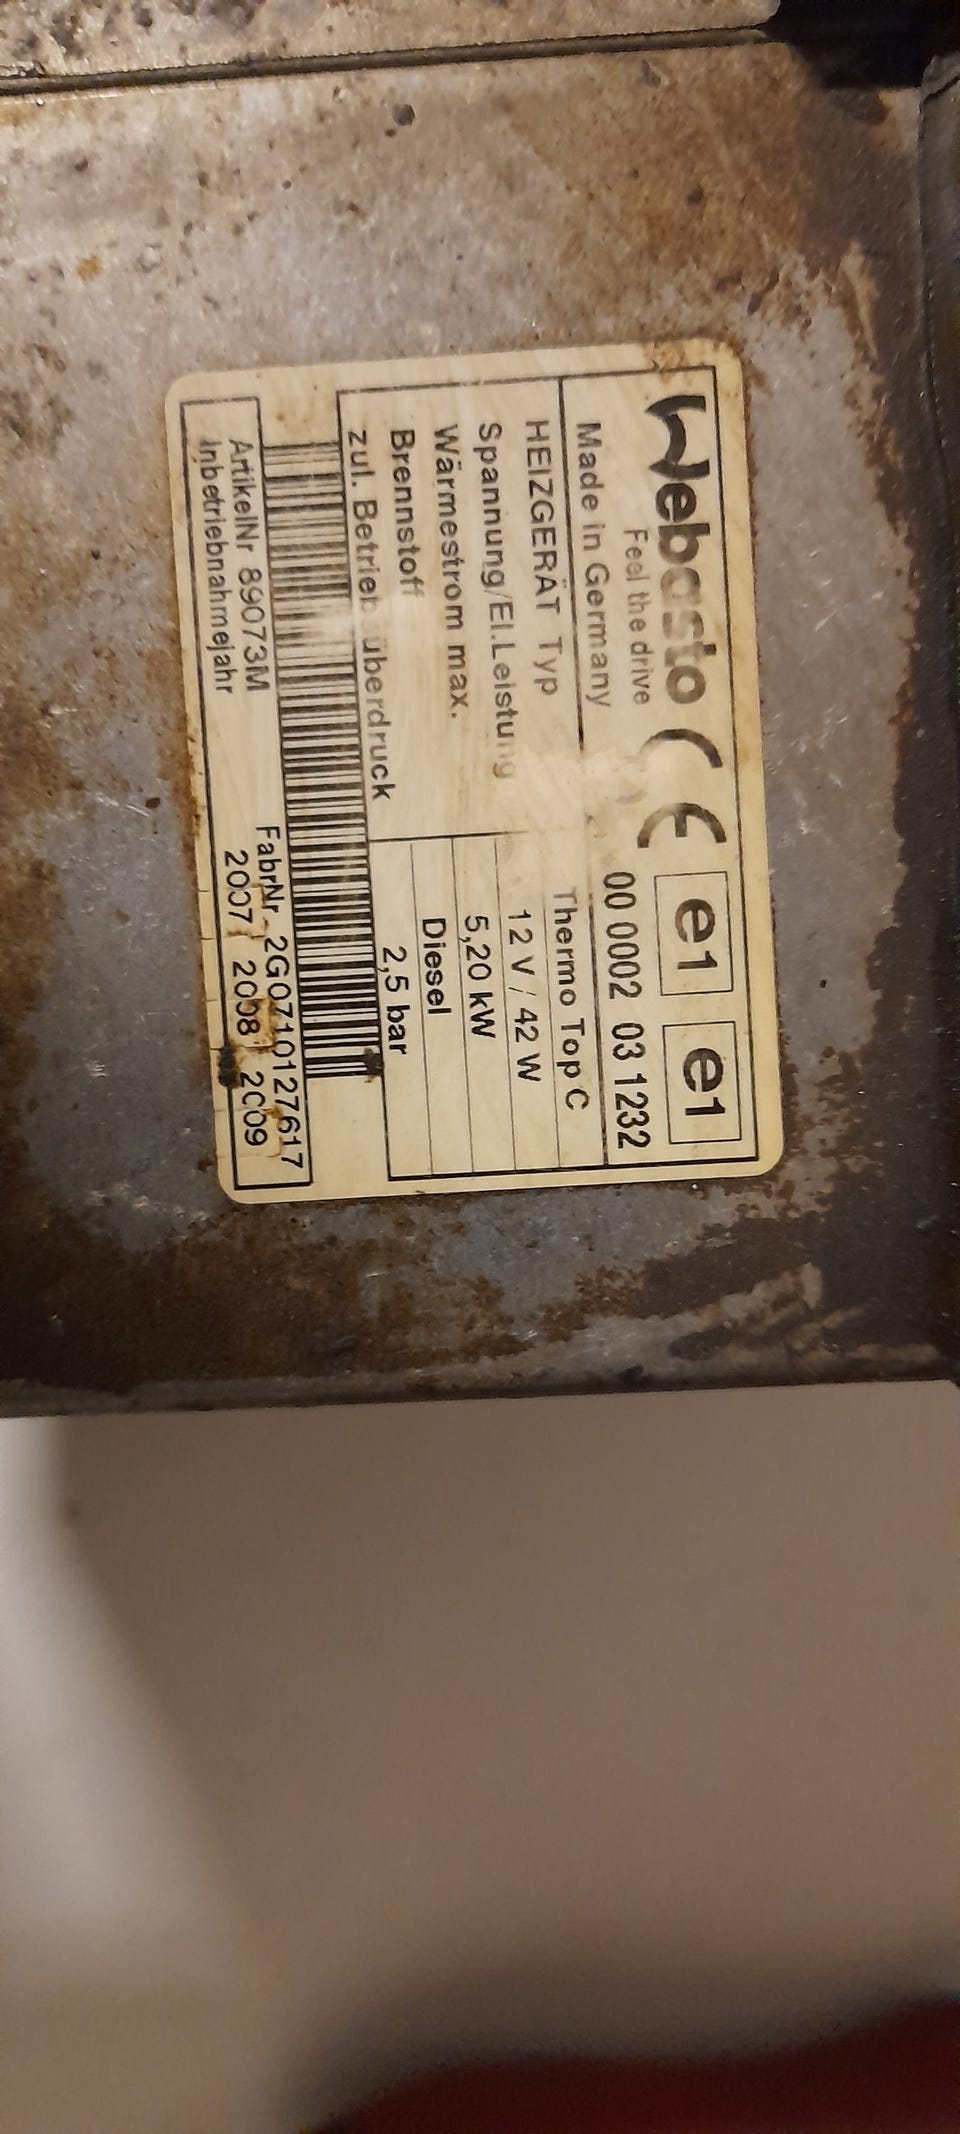 Webasto CE e1 e1
Feel the drive
Made in Germany 00 0002 03 1232
HEIZGERÄT Typ Thermo Top C
Spannung/El.Leistung 12 V / 42 W
Wärmestrom max. 5,20 kW
Brennstoff Diesel
zul. Betriebsüberdruck 2,5 bar
ArtikelNr 89073M FabrNr. 2G0710127617
Inbetriebnahmejahr 2007 2008 2009